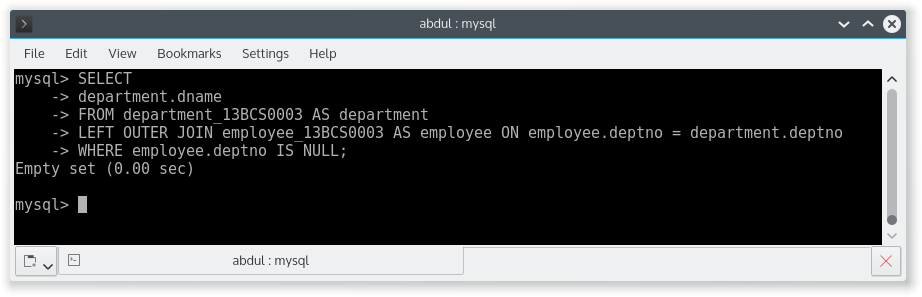 abdul : mysql
File Edit View Bookmarks Settings Help
mysql> SELECT
-> department.dname
-> FROM department_13BCS0003 AS department
-> LEFT OUTER JOIN employee_13BCS0003 AS employee ON employee.deptno = department.deptno
-> WHERE employee.deptno IS NULL;
Empty set (0.00 sec)
mysql>
abdul : mysql